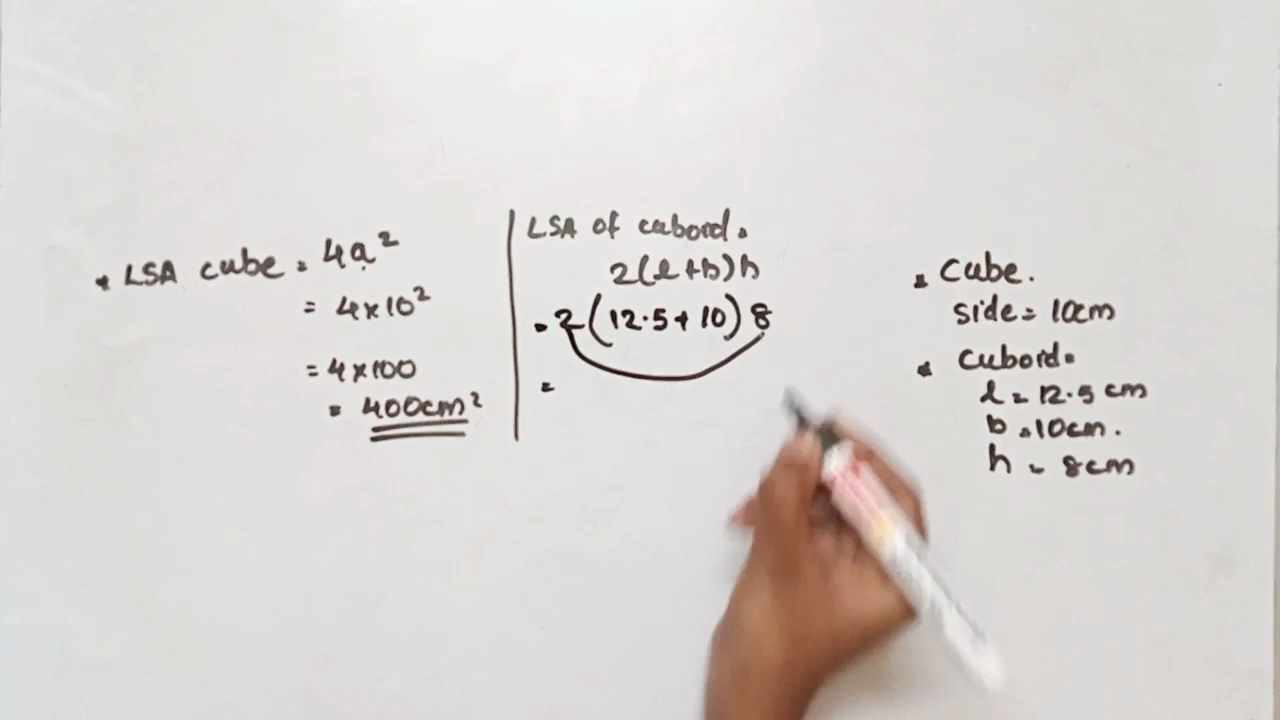 LSA cube = 4a²
= 4×10²
= 4×100
= 400cm²
LSA of cuboid =
2(l+b)h
= 2(12.5+10)8
=
Cube.
side = 10cm
Cuboid =
l = 12.5 cm
b = 10cm.
h = 8cm